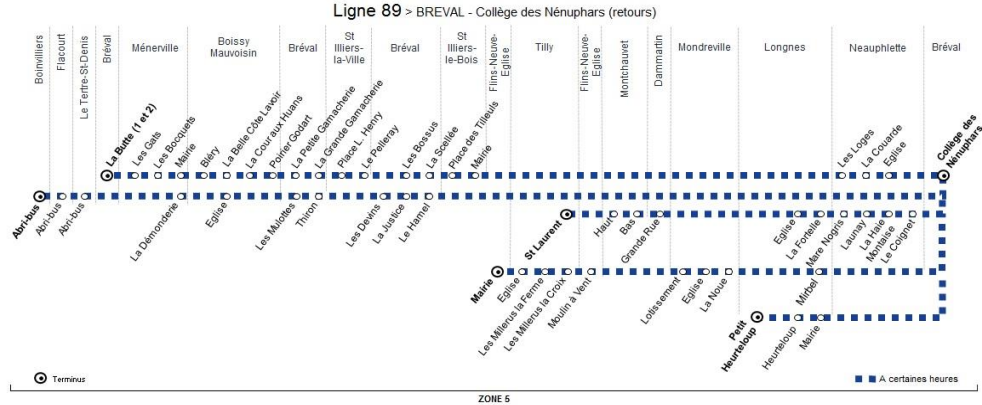 Ligne 89 > BREVAL - Collège des Nénuphars (retours)
Boinvilliers
Flacourt
Le Tertre-St-Denis
Bréval
Ménerville
Boissy
Mauvoisin
Bréval
St
Illiers-
la-Ville
Bréval
St
Illiers-
le-Bois
Flins-Neuve-
Eglise
Tilly
Flins-Neuve-
Eglise
Montchauvet
Dammartin
Mondreville
Longnes
Neauphlette
Bréval
La Butte (1 et 2)
Les Gats
Les Bocquets
Mairie
Bléry
La Belle Côte Lavoir
La Cour aux Huans
Poirier Godart
La Petite Gamacherie
La Grande Gamacherie
Place L. Henry
Le Pelleray
Les Bossus
La Scellée
Place des Tilleuls
Mairie
Les Loges
La Couarde
Eglise
Collège des
Nénuphars
Abri-bus
Abri-bus
Abri-bus
La Démonderie
Eglise
Les Mulottes
Thiron
Les Devins
La Justice
Le Hamel
St Laurent
Haut
Bas
Grande Rue
Eglise
La Fortelle
Mare Nogris
Launay
La Haie
Montaise
Le Coignet
Mairie
Eglise
Les Millerus la Ferme
Les Millerus la Croix
Moulin à Vent
Lotissement
Eglise
La Noue
Mirbel
Petit
Heurteloup
Heurteloup
Mairie
Terminus
A certaines heures
ZONE 5